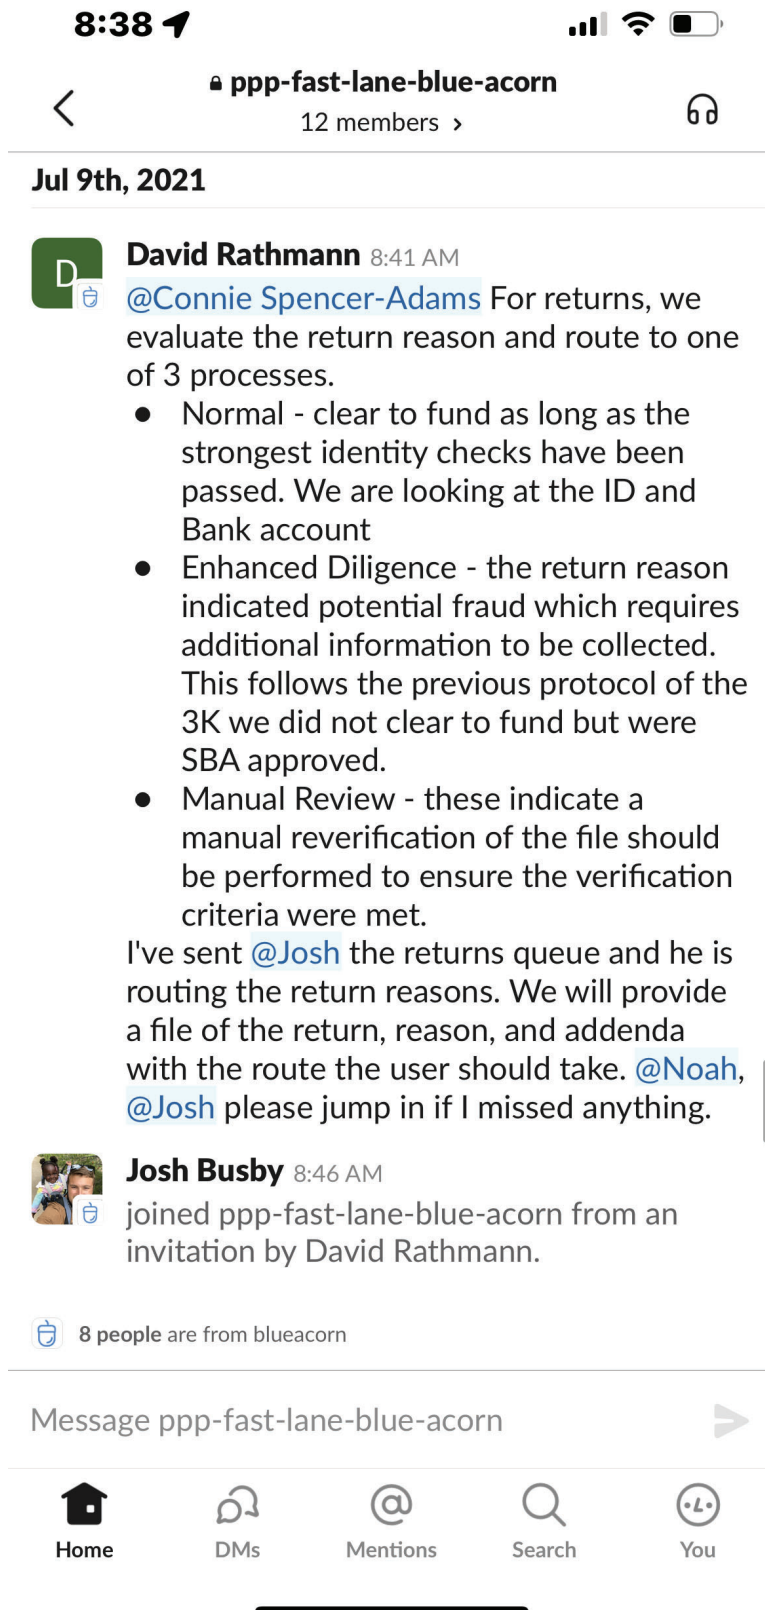 8:38
ppp-fast-lane-blue-acorn
12 members >
Jul 9th, 2021
D
David Rathmann 8:41 AM
@Connie Spencer-Adams For returns, we
evaluate the return reason and route to one
of 3 processes.
● Normal - clear to fund as long as the
strongest identity checks have been
passed. We are looking at the ID and
Bank account
● Enhanced Diligence - the return reason
indicated potential fraud which requires
additional information to be collected.
This follows the previous protocol of the
3K we did not clear to fund but were
SBA approved.
● Manual Review - these indicate a
manual reverification of the file should
be performed to ensure the verification
criteria were met.
I've sent @Josh the returns queue and he is
routing the return reasons. We will provide
a file of the return, reason, and addenda
with the route the user should take. @Noah,
@Josh please jump in if I missed anything.
Josh Busby 8:46 AM
joined ppp-fast-lane-blue-acorn from an
invitation by David Rathmann.
8 people are from blueacorn
Message ppp-fast-lane-blue-acorn
Home DMs Mentions Search You